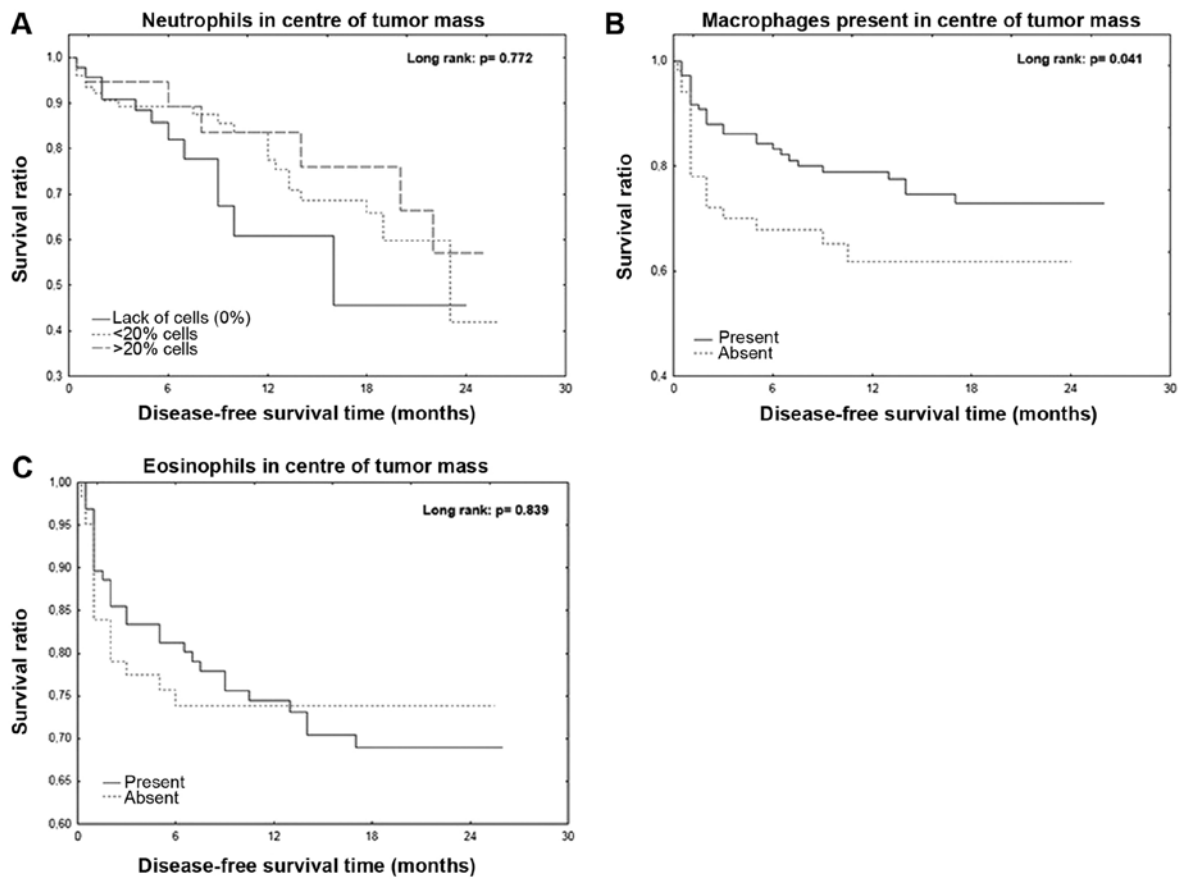 A
Neutrophils in centre of tumor mass
Long rank: p= 0.772
1,0
0,9
0,8
0,7
0,6
0,5
0,4
0,3
Survival ratio
Lack of cells (0%)
<20% cells
>20% cells
0 6 12 18 24 30
Disease-free survival time (months)
B
Macrophages present in centre of tumor mass
Long rank: p= 0.041
1,0
0,8
0,6
0,4
Survival ratio
Present
Absent
0 6 12 18 24 30
Disease-free survival time (months)
C
Eosinophils in centre of tumor mass
Long rank: p= 0.839
1,00
0,95
0,90
0,85
0,80
0,75
0,70
0,65
0,60
Survival ratio
Present
Absent
0 6 12 18 24 30
Disease-free survival time (months)